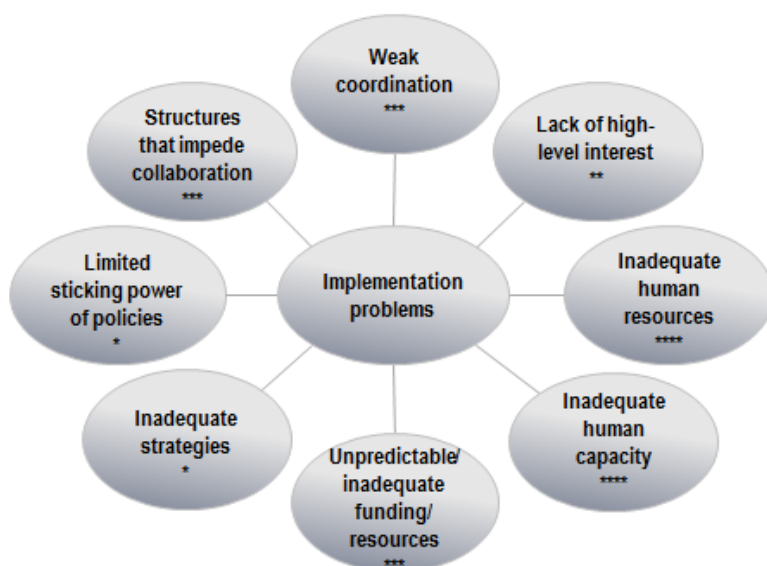 Weak
coordination
***
Lack of high-
level interest
**
Inadequate
human
resources
****
Inadequate
human
capacity
****
Unpredictable/
inadequate
funding/
resources
***
Inadequate
strategies
*
Limited
sticking power
of policies
*
Structures
that impede
collaboration
***
Implementation
problems